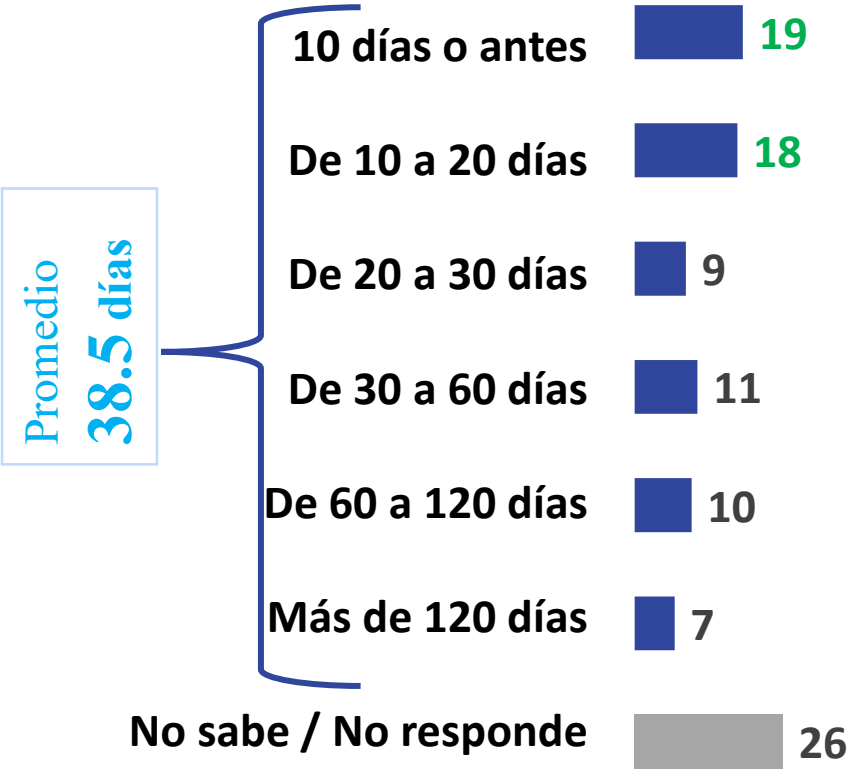 Promedio
38.5 días
10 días o antes 19
De 10 a 20 días 18
De 20 a 30 días 9
De 30 a 60 días 11
De 60 a 120 días 10
Más de 120 días 7
No sabe / No responde 26